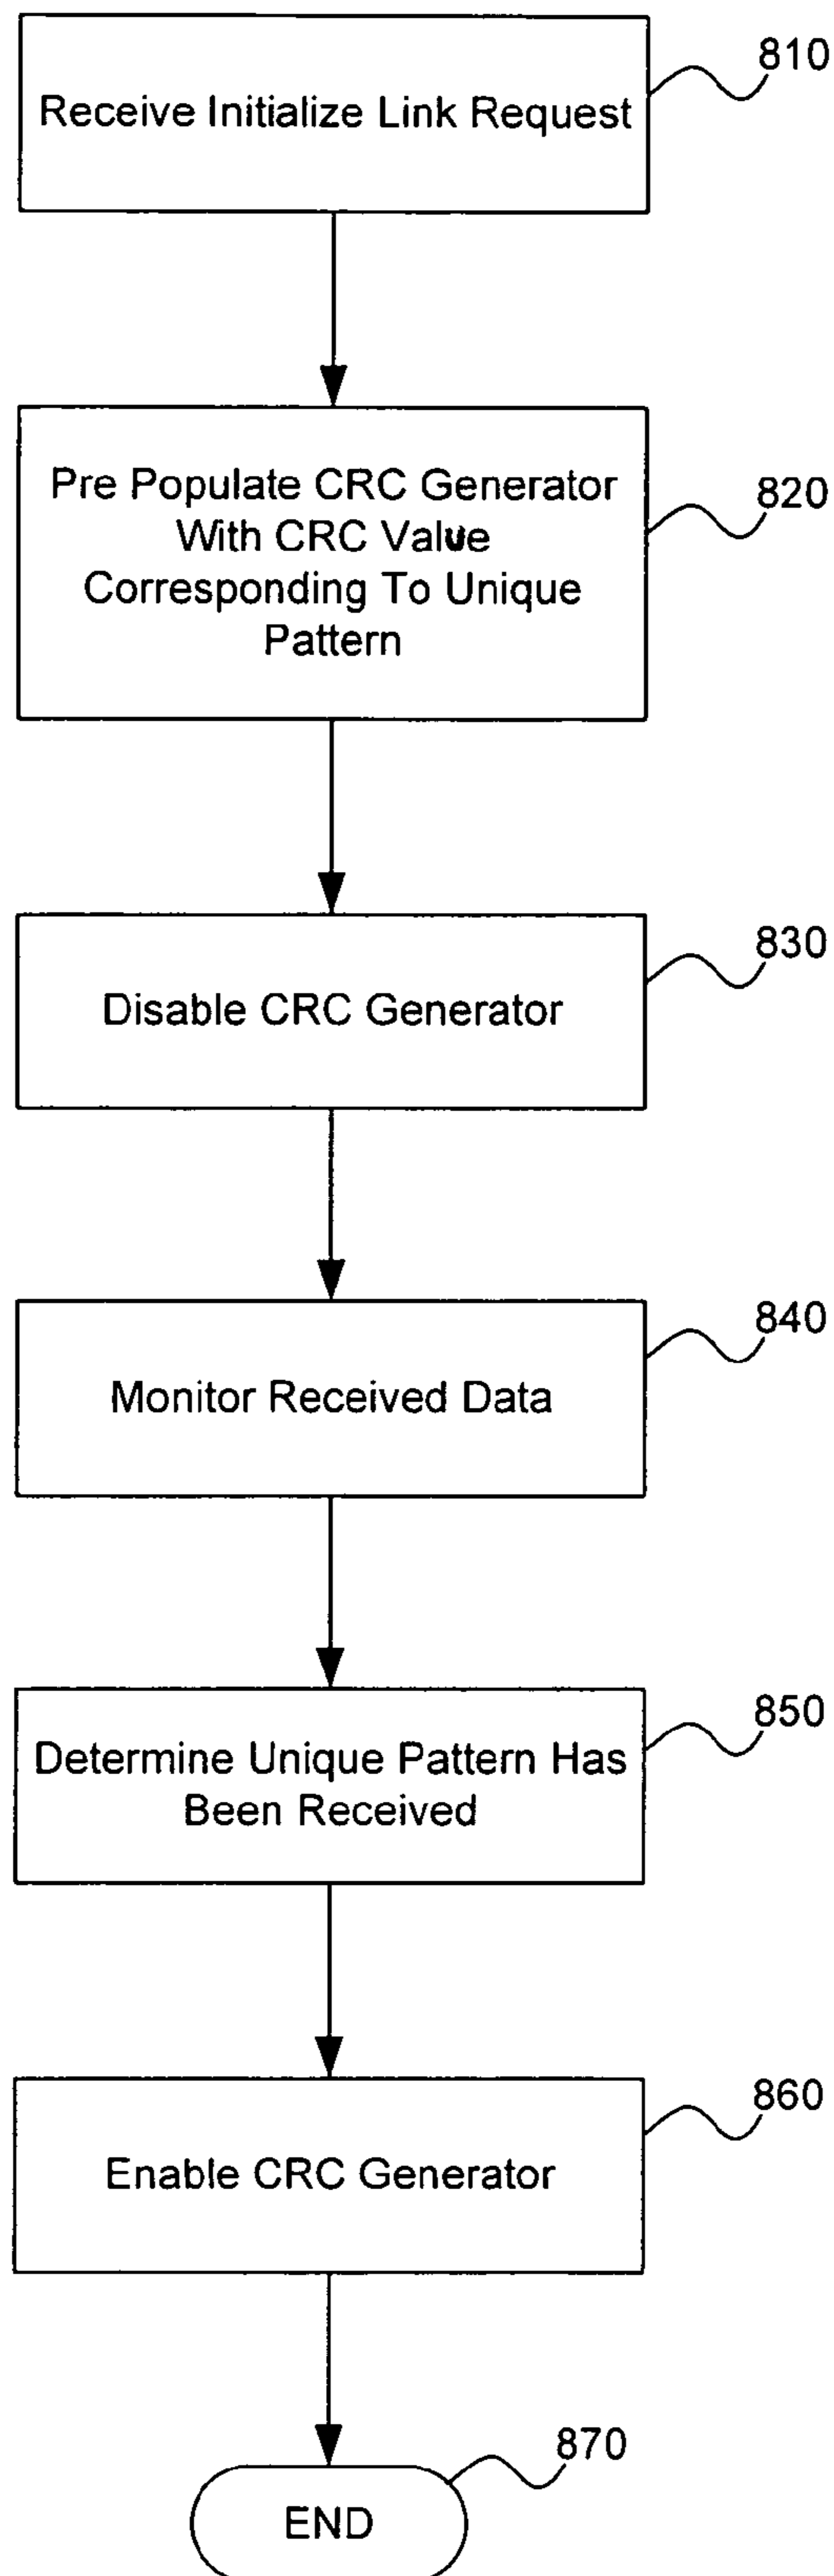 810
Receive Initialize Link Request
820
Pre Populate CRC Generator
With CRC Value
Corresponding To Unique
Pattern
830
Disable CRC Generator
840
Monitor Received Data
850
Determine Unique Pattern Has
Been Received
860
Enable CRC Generator
870
END